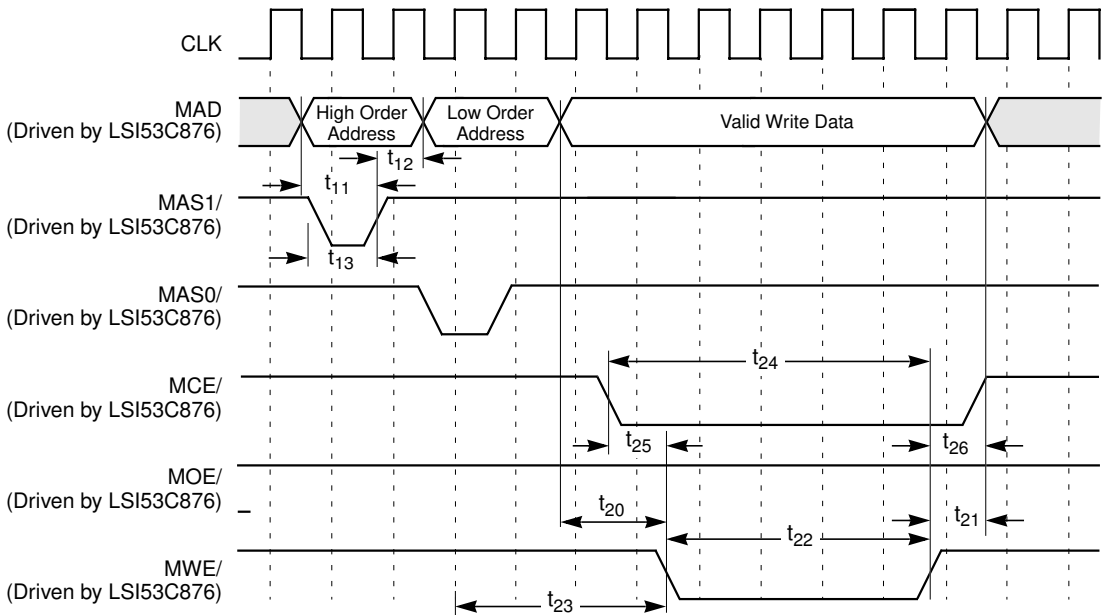 CLK
MAD
(Driven by LSI53C876)
High Order
Address
Low Order
Address
Valid Write Data
t12
t11
MAS1/
(Driven by LSI53C876)
t13
MAS0/
(Driven by LSI53C876)
t24
MCE/
(Driven by LSI53C876)
t25
t26
MOE/
(Driven by LSI53C876)
t20
t21
t22
MWE/
(Driven by LSI53C876)
t23